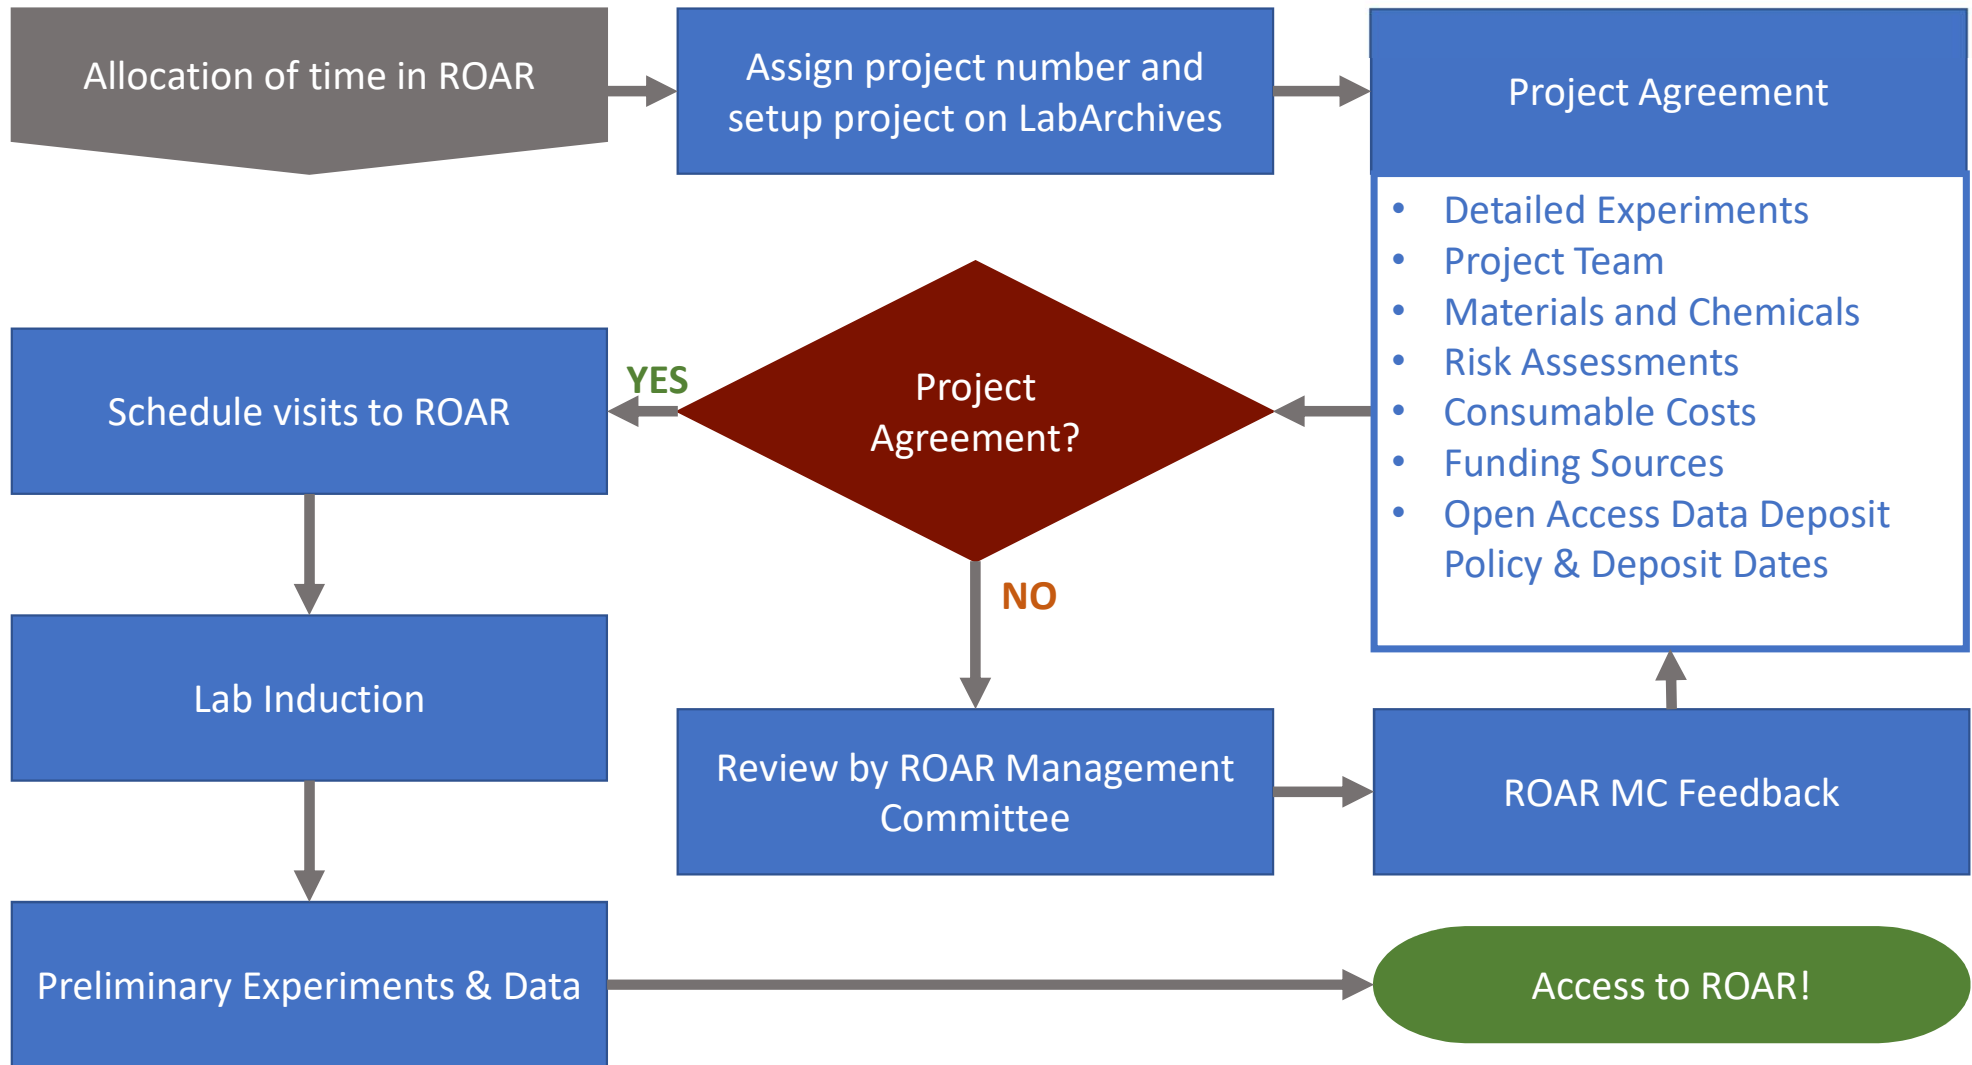 Allocation of time in ROAR
Assign project number and
setup project on LabArchives
Project Agreement
• Detailed Experiments
• Project Team
• Materials and Chemicals
• Risk Assessments
• Consumable Costs
• Funding Sources
• Open Access Data Deposit
Policy & Deposit Dates
Project
Agreement?
YES
NO
Schedule visits to ROAR
Lab Induction
Review by ROAR Management
Committee
ROAR MC Feedback
Preliminary Experiments & Data
Access to ROAR!